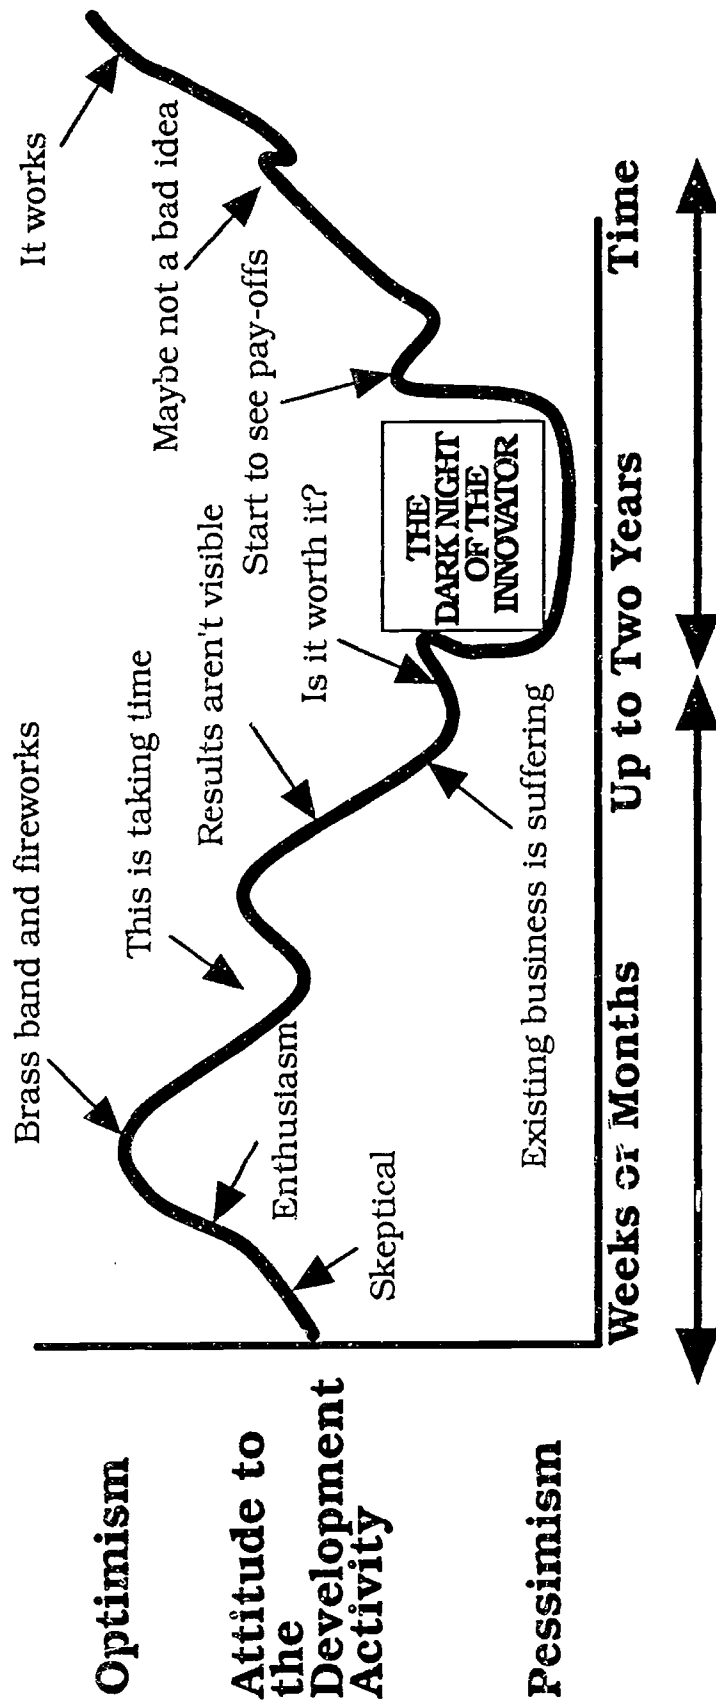 Optimism
Attitude to
the
Development
Activity
Pessimism
Skeptical
Enthusiasm
Brass band and fireworks
This is taking time
Results aren't visible
Existing business is suffering
Is it worth it?
THE
DARK NIGHT
OF THE
INNOVATOR
Start to see pay-offs
Maybe not a bad idea
It works
Weeks or Months
Up to Two Years
Time